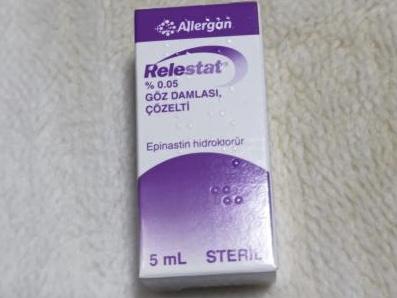 Allergan
Relestat®
% 0.05
GÖZ DAMLASI,
ÇÖZELTİ
Epinastin hidroklorür
5 mL STERİL